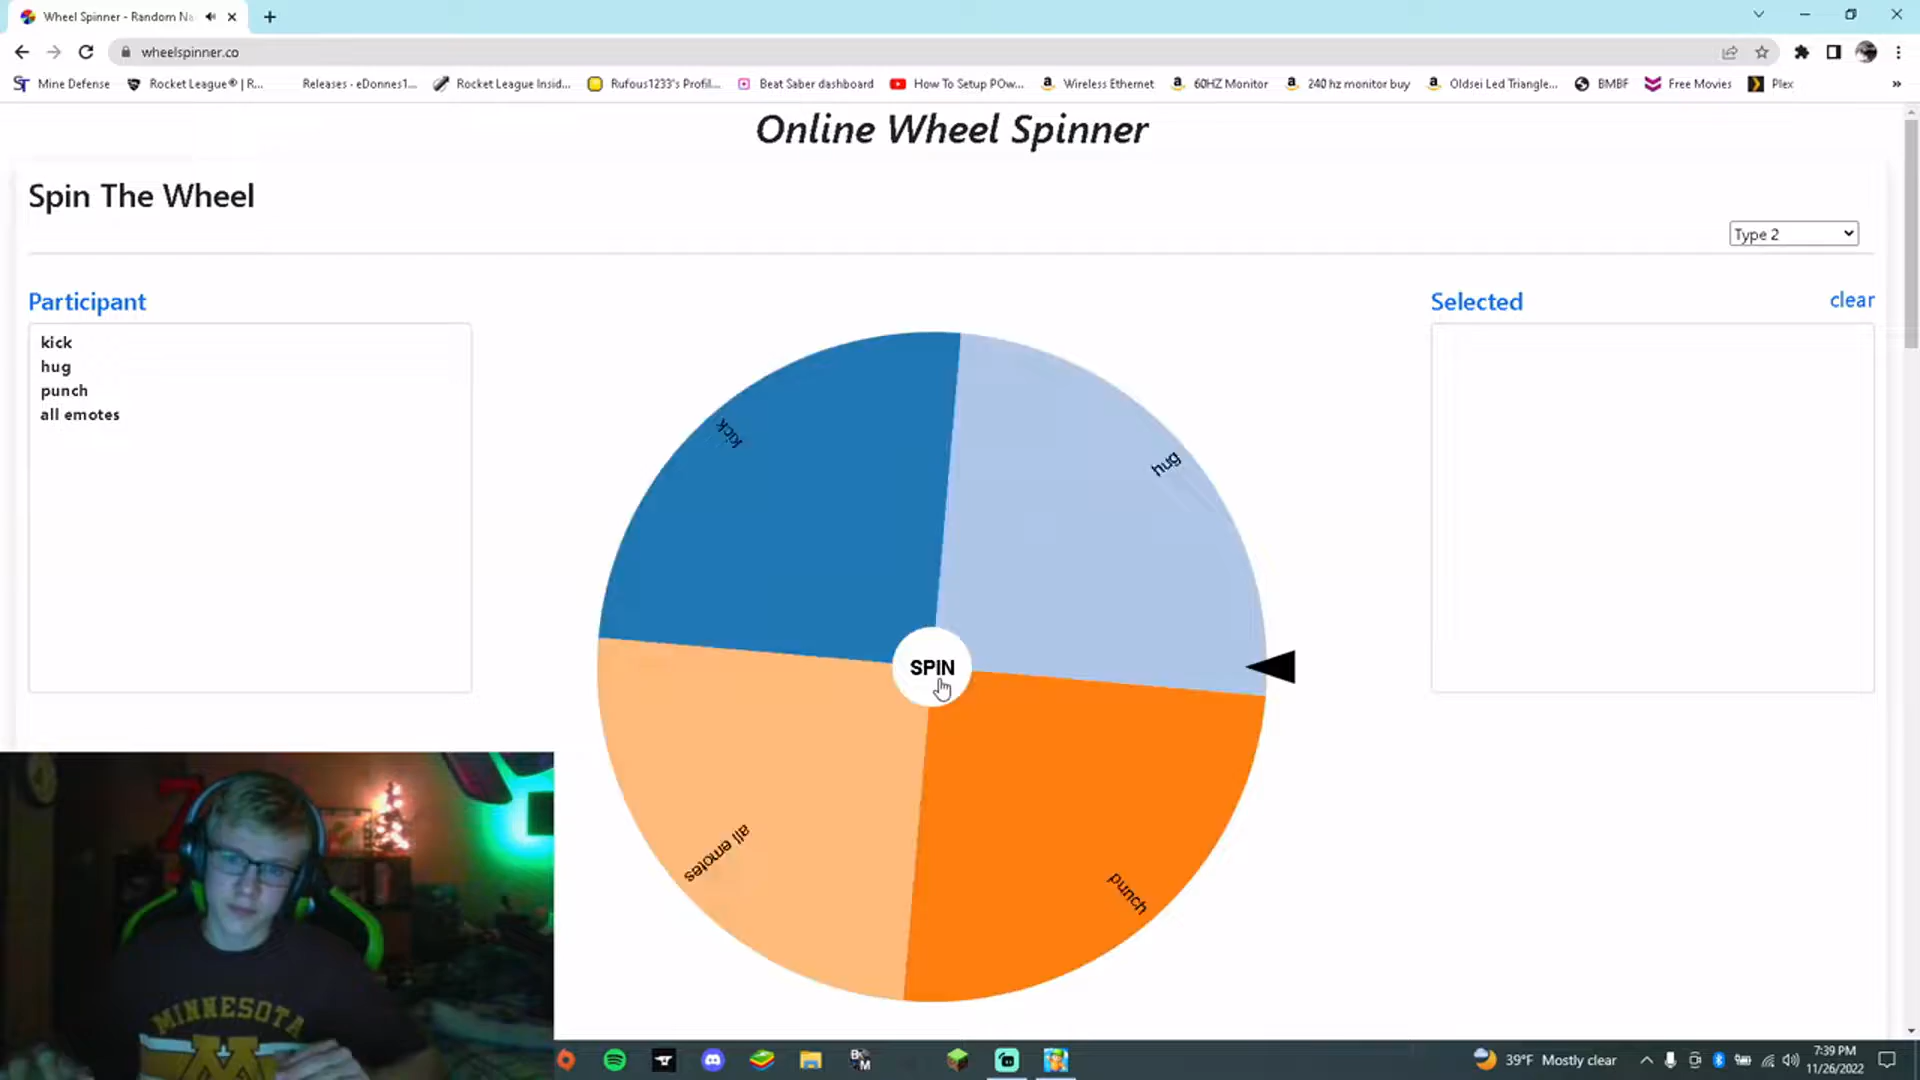 Wheel Spinner - Random Na
wheelspinner.co
Mine Defense
Rocket League® | R...
Releases · eDonnes1...
Rocket League Insid...
Rufous1233's Profil...
Beat Saber dashboard
How To Setup POw...
Wireless Ethernet
60HZ Monitor
240 hz monitor buy
Oldsei Led Triangle...
BMBF
Free Movies
Plex
Online Wheel Spinner
Spin The Wheel
Type 2
Participant
Selected
clear
kick
hug
punch
all emotes
kick
hug
SPIN
all emotes
punch
MINNESOTA
M
39°F Mostly clear
7:39 PM
11/26/2022